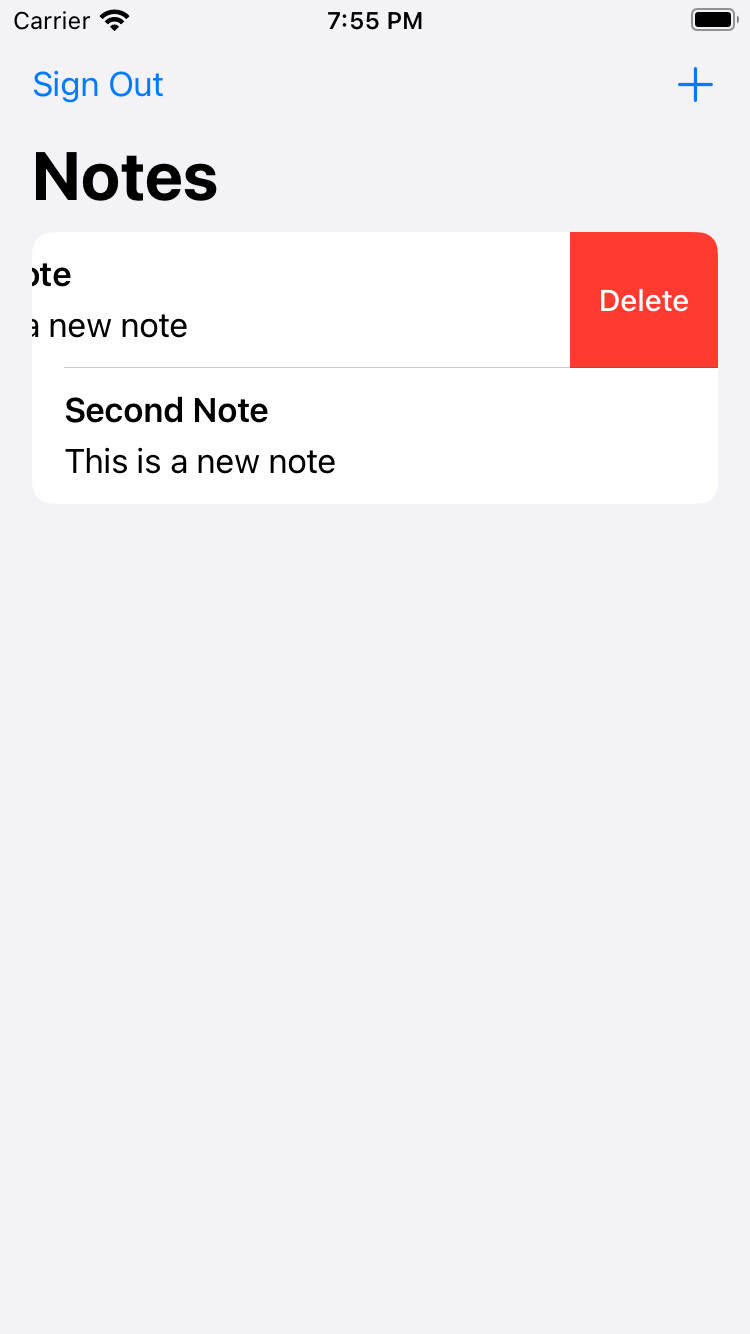 Carrier
7:55 PM
Sign Out
Notes
ote
a new note
Delete
Second Note
This is a new note